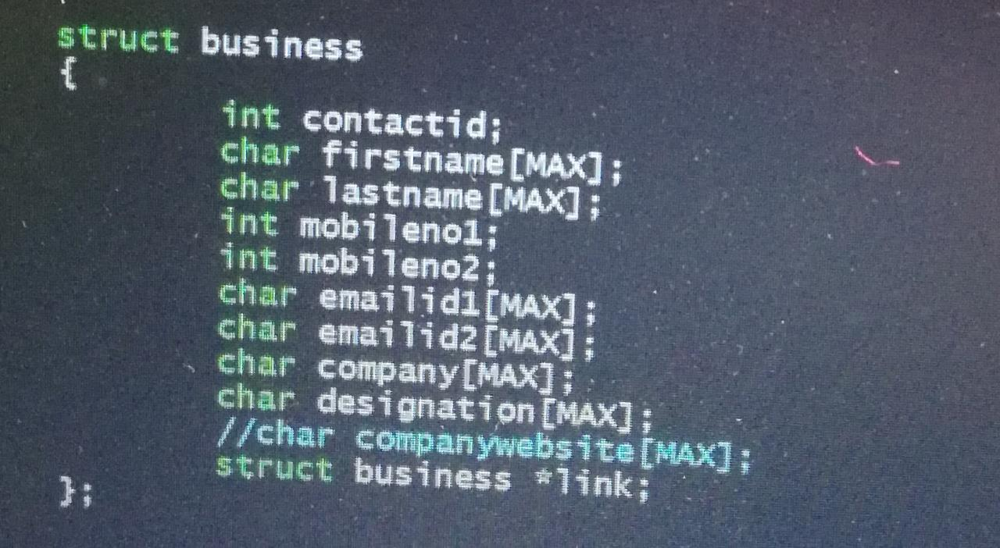 struct business
{
int contactid;
char firstname[MAX];
char lastname[MAX];
int mobileno1;
int mobileno2;
char emailid1[MAX];
char emailid2[MAX];
char company[MAX];
char designation[MAX];
//char companywebsite[MAX];
struct business *link;
};